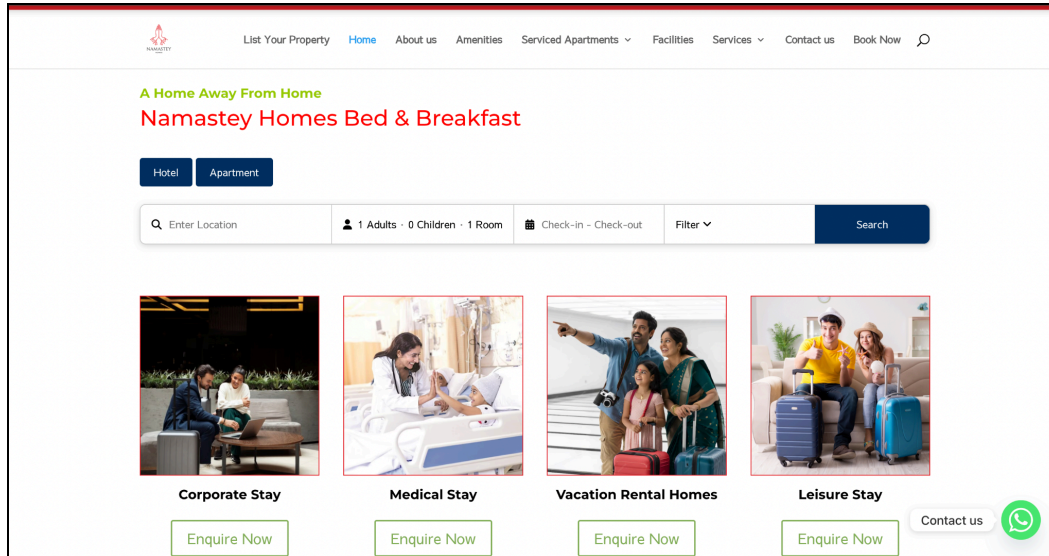 NAMASTEY
List Your Property Home About us Amenities Serviced Apartments Facilities Services Contact us Book Now
A Home Away From Home
Namastey Homes Bed & Breakfast
Hotel Apartment
Enter Location 1 Adults · 0 Children · 1 Room Check-in - Check-out Filter Search
Corporate Stay Medical Stay Vacation Rental Homes Leisure Stay
Contact us
Enquire Now Enquire Now Enquire Now Enquire Now